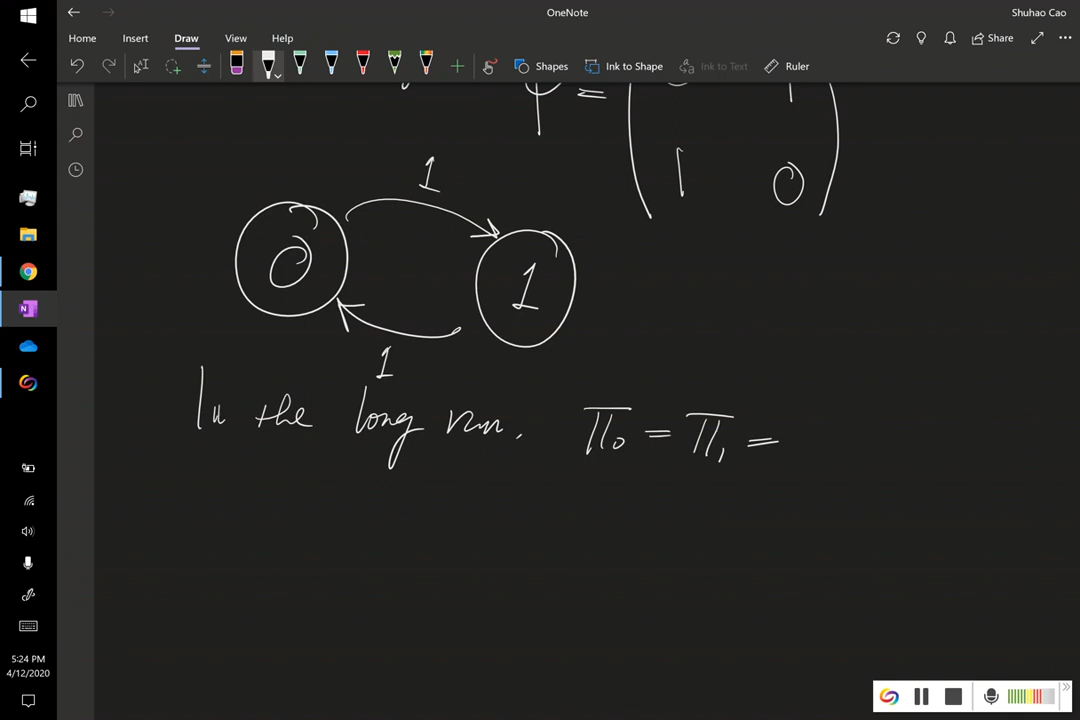 OneNote
Shuhao Cao
Home Insert Draw View Help
Share
Shapes
Ink to Shape
Ink to Text
Ruler
P =
1 0
1
0
1
1
In the long run, π₀ = π₁ =
5:24 PM
4/12/2020